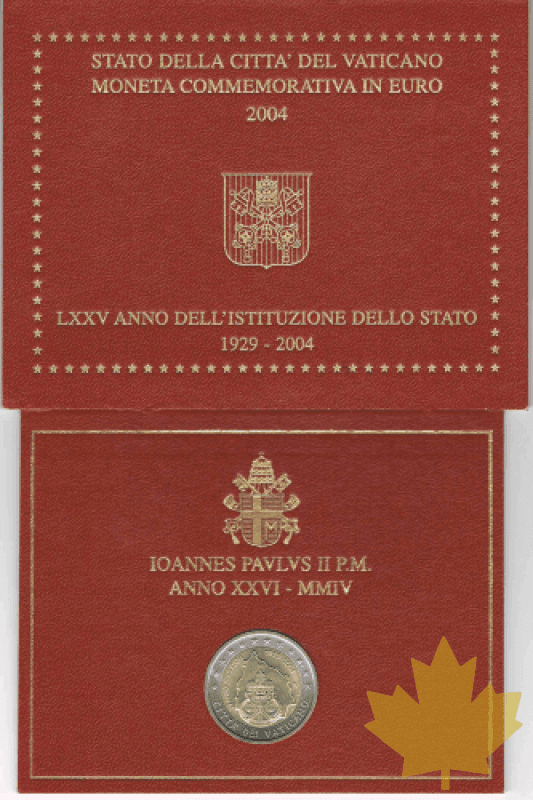 STATO DELLA CITTA' DEL VATICANO
MONETA COMMEMORATIVA IN EURO
2004
LXXV ANNO DELL'ISTITUZIONE DELLO STATO
1929 - 2004
IOANNES PAVLVS II P.M.
ANNO XXVI - MMIV
CITTA' DEL VATICANO